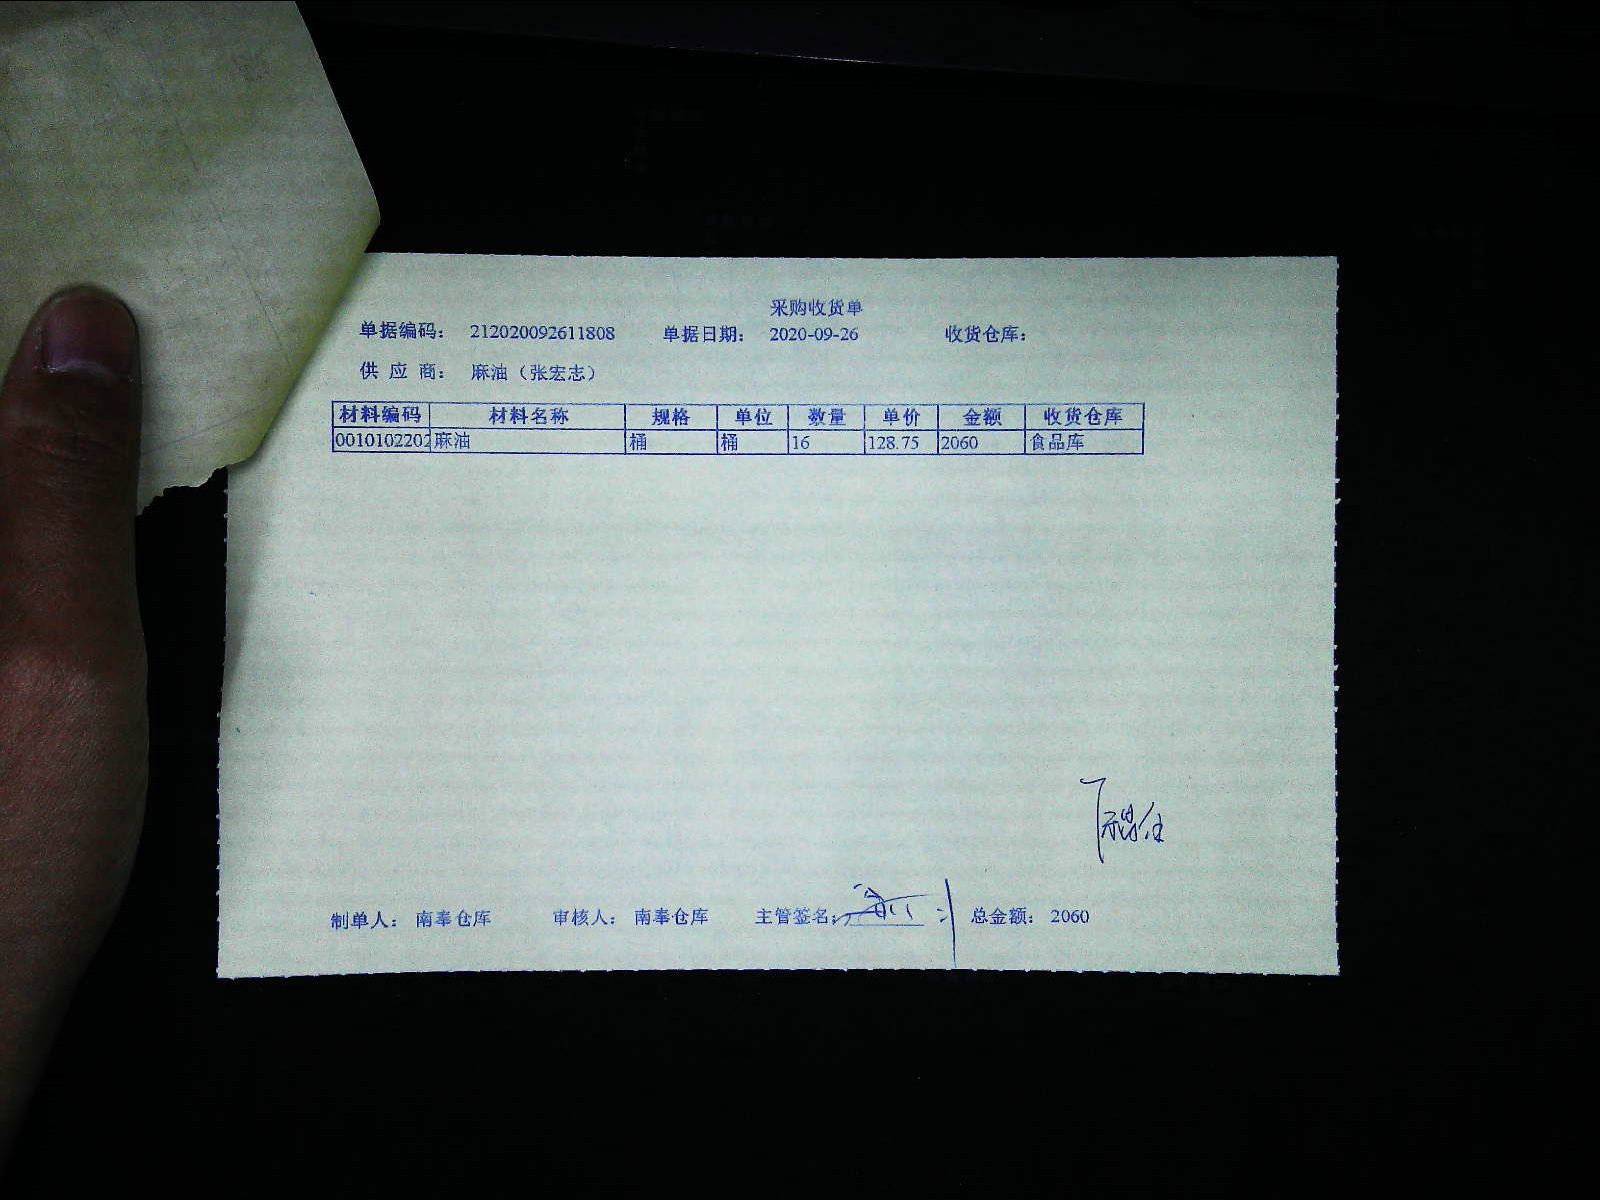 采购收货单
单据编码: 212020092611808 单据日期: 2020-09-26 收货仓库:
供 应 商: 麻油（张宏志）
材料编码 材料名称 规格 单位 数量 单价 金额 收货仓库
0010102202 麻油 桶 桶 16 128.75 2060 食品库
制单人: 南奉仓库 审核人: 南奉仓库 主管签名: 总金额: 2060